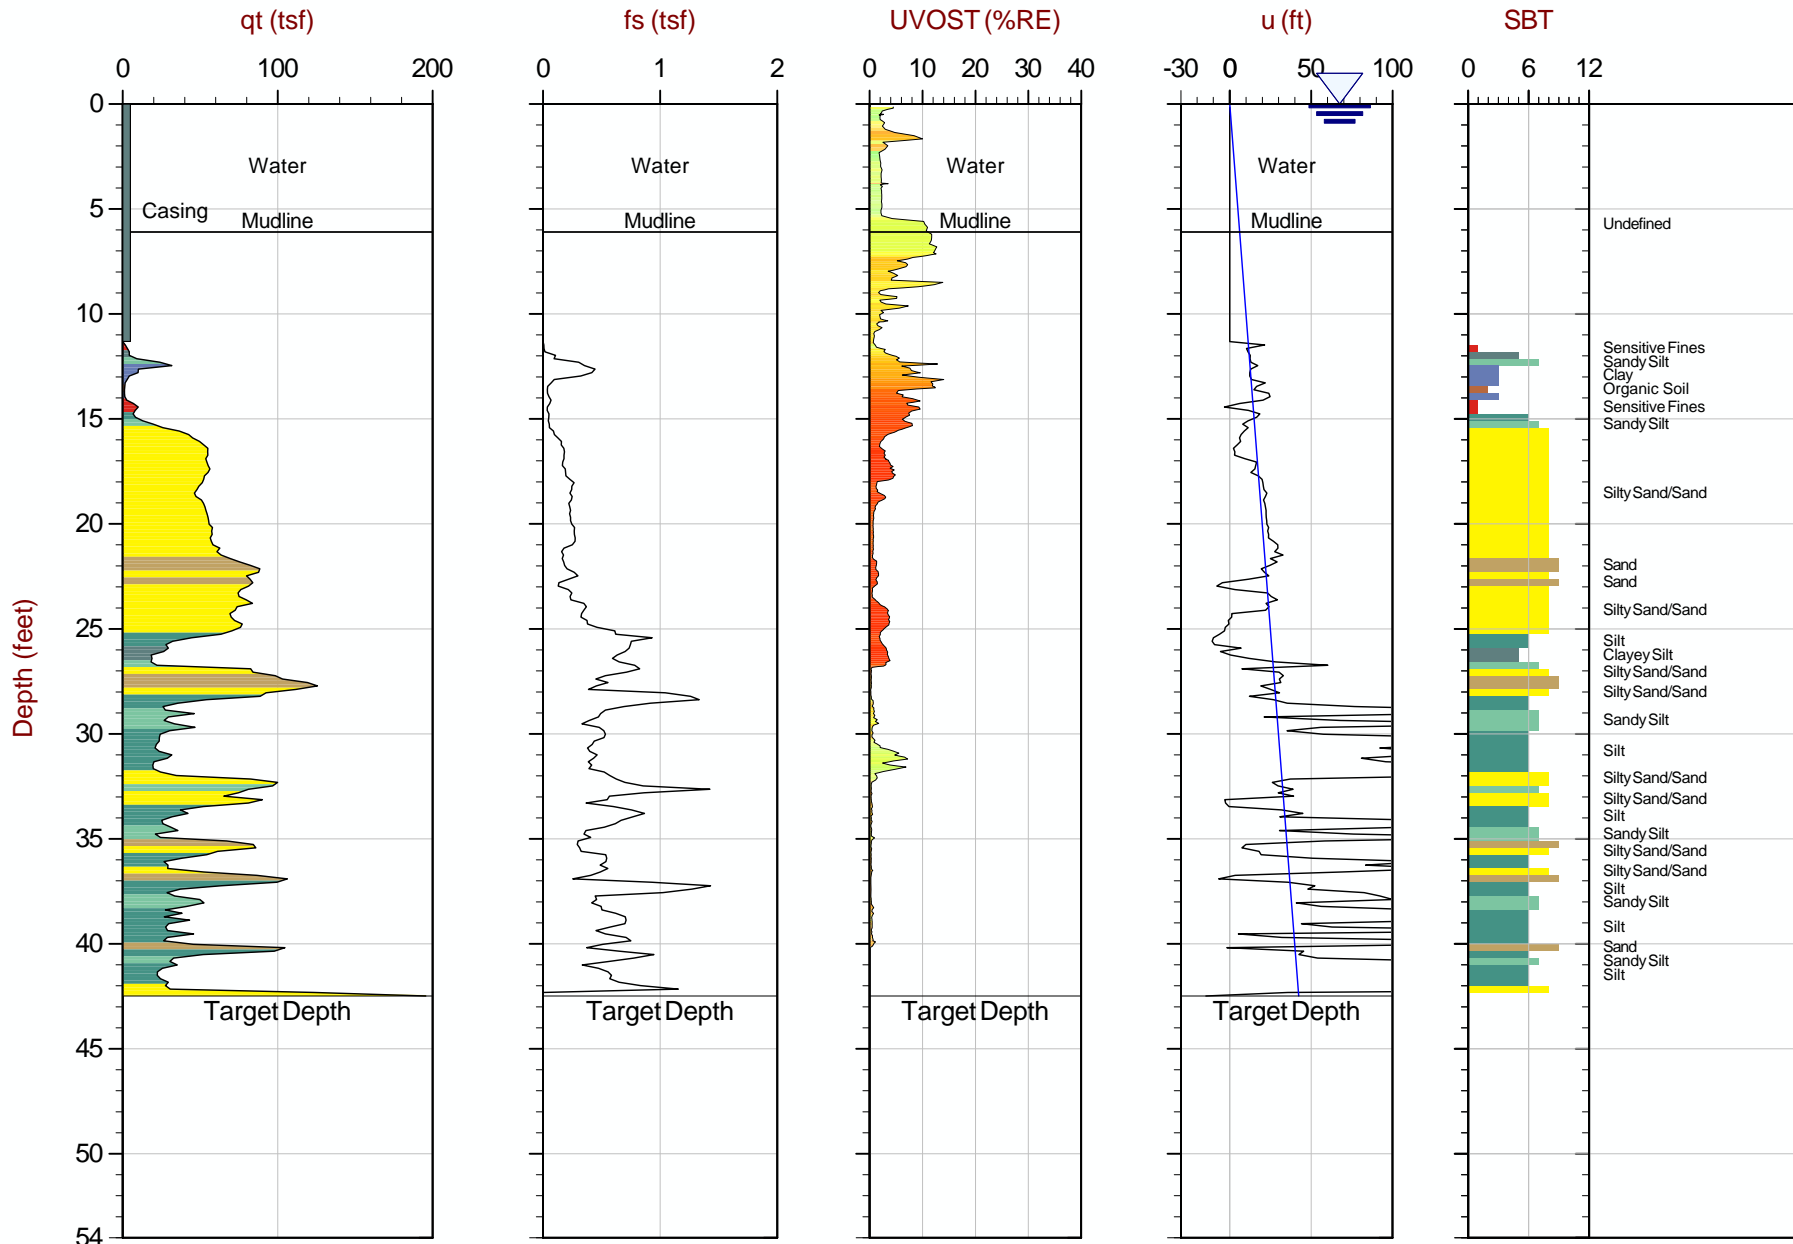 qt (tsf) fs (tsf) UVOST (%RE) u (ft) SBT
0 100 200 0 1 2 0 10 20 30 40 -30 0 50 100 0 6 12
0
Water Water Water Water
5 Casing
Mudline Mudline Mudline Mudline
Undefined
10
Sensitive Fines
Sandy Silt
Clay
Organic Soil
Sensitive Fines
15
Sandy Silt
Silty Sand/Sand
20
Sand
Sand
Silty Sand/Sand
25
Silt
Clayey Silt
Silty Sand/Sand
Silty Sand/Sand
Sandy Silt
30
Silt
Silty Sand/Sand
Silty Sand/Sand
Silt
Sandy Silt
35
Silty Sand/Sand
Silty Sand/Sand
Silt
Sandy Silt
Silt
40
Sand
Sandy Silt
Silt
Target Depth Target Depth Target Depth Target Depth
45
50
54
Depth (feet)